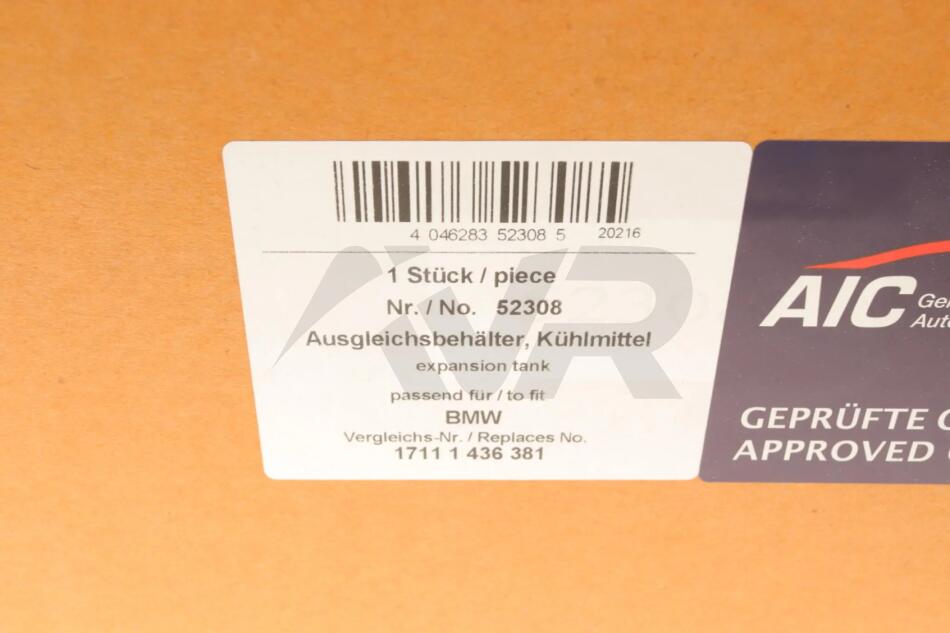 4 046283 52308 5 20216
1 Stück / piece
Nr. / No. 52308
Ausgleichsbehälter, Kühlmittel
expansion tank
passend für / to fit
BMW
Vergleichs-Nr. / Replaces No.
1711 1 436 381
IVR
AIC
GEPRÜFTE
APPROVED